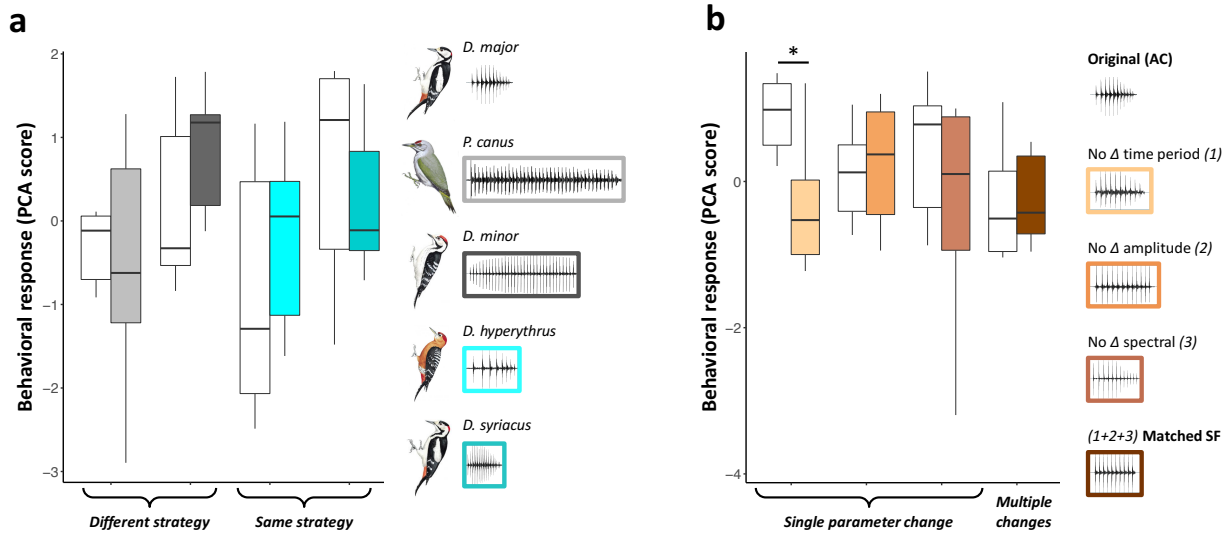 a
Behavioral response (PCA score)
2
1
0
−1
−2
−3
Different strategy
Same strategy
D. major
P. canus
D. minor
D. hyperythrus
D. syriacus
b
Behavioral response (PCA score)
0
−2
−4
*
Single parameter change
Multiple
changes
Original (AC)
No Δ time period (1)
No Δ amplitude (2)
No Δ spectral (3)
(1+2+3) Matched SF